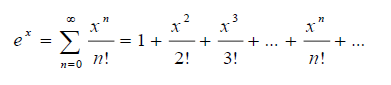 e^x = ∑_{n=0}^{∞} x^n/n! = 1 + x^2/2! + x^3/3! + ... + x^n/n! + ...